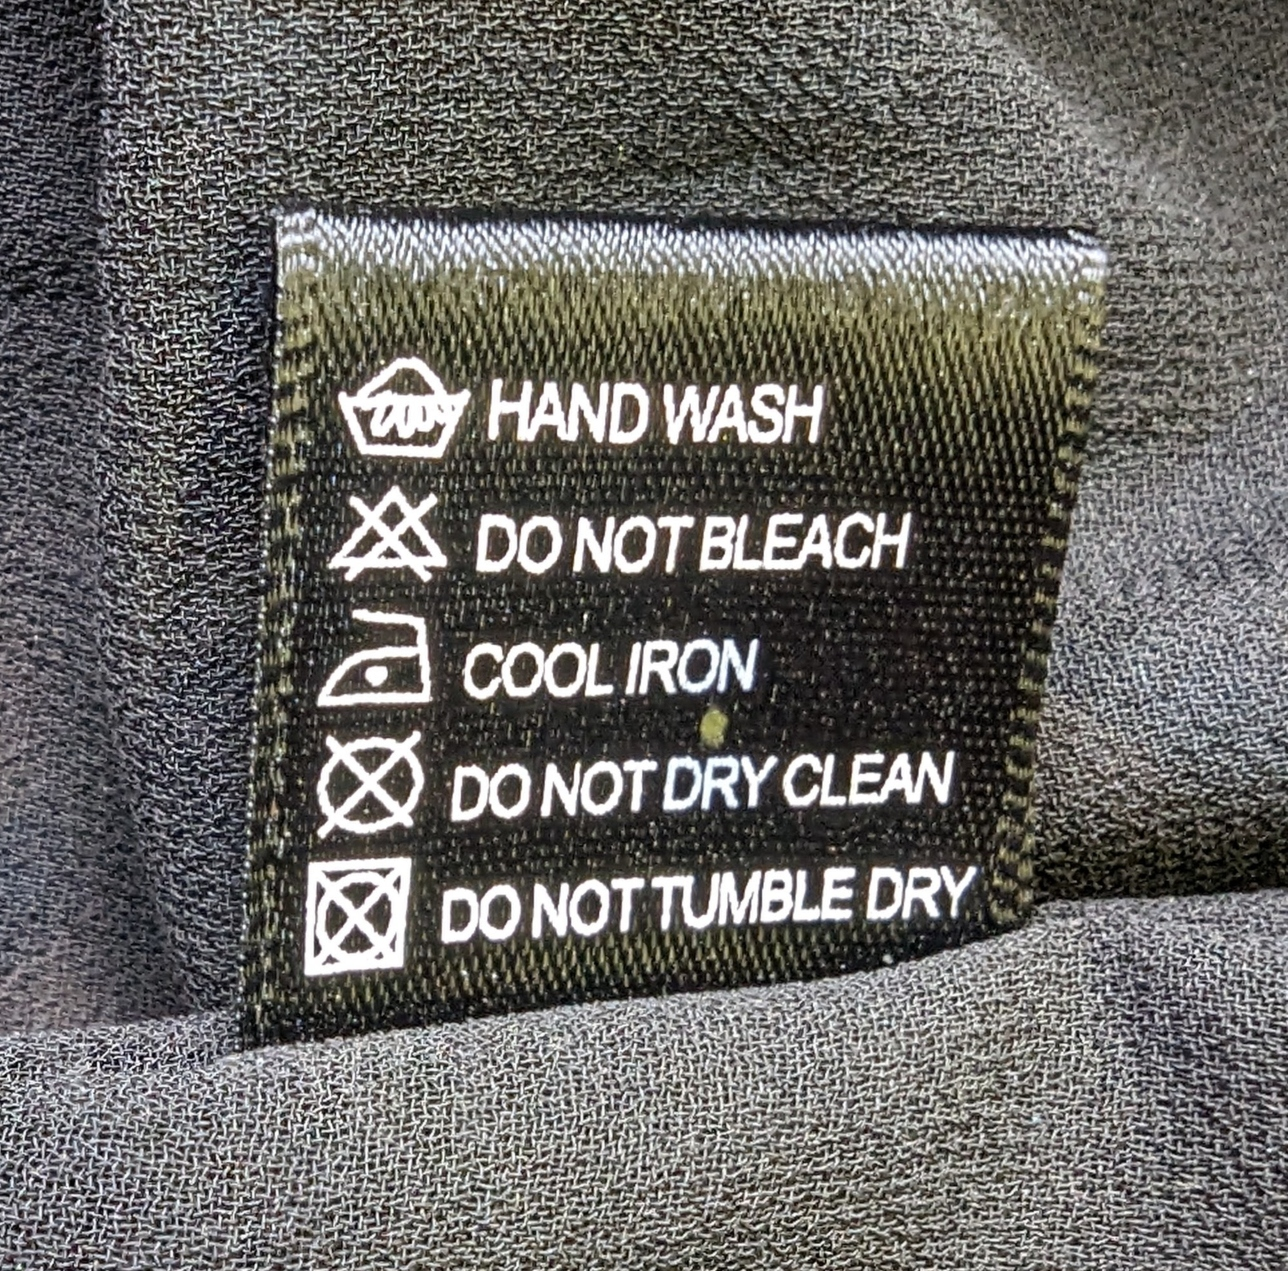 HAND WASH
DO NOT BLEACH
COOL IRON
DO NOT DRY CLEAN
DO NOT TUMBLE DRY